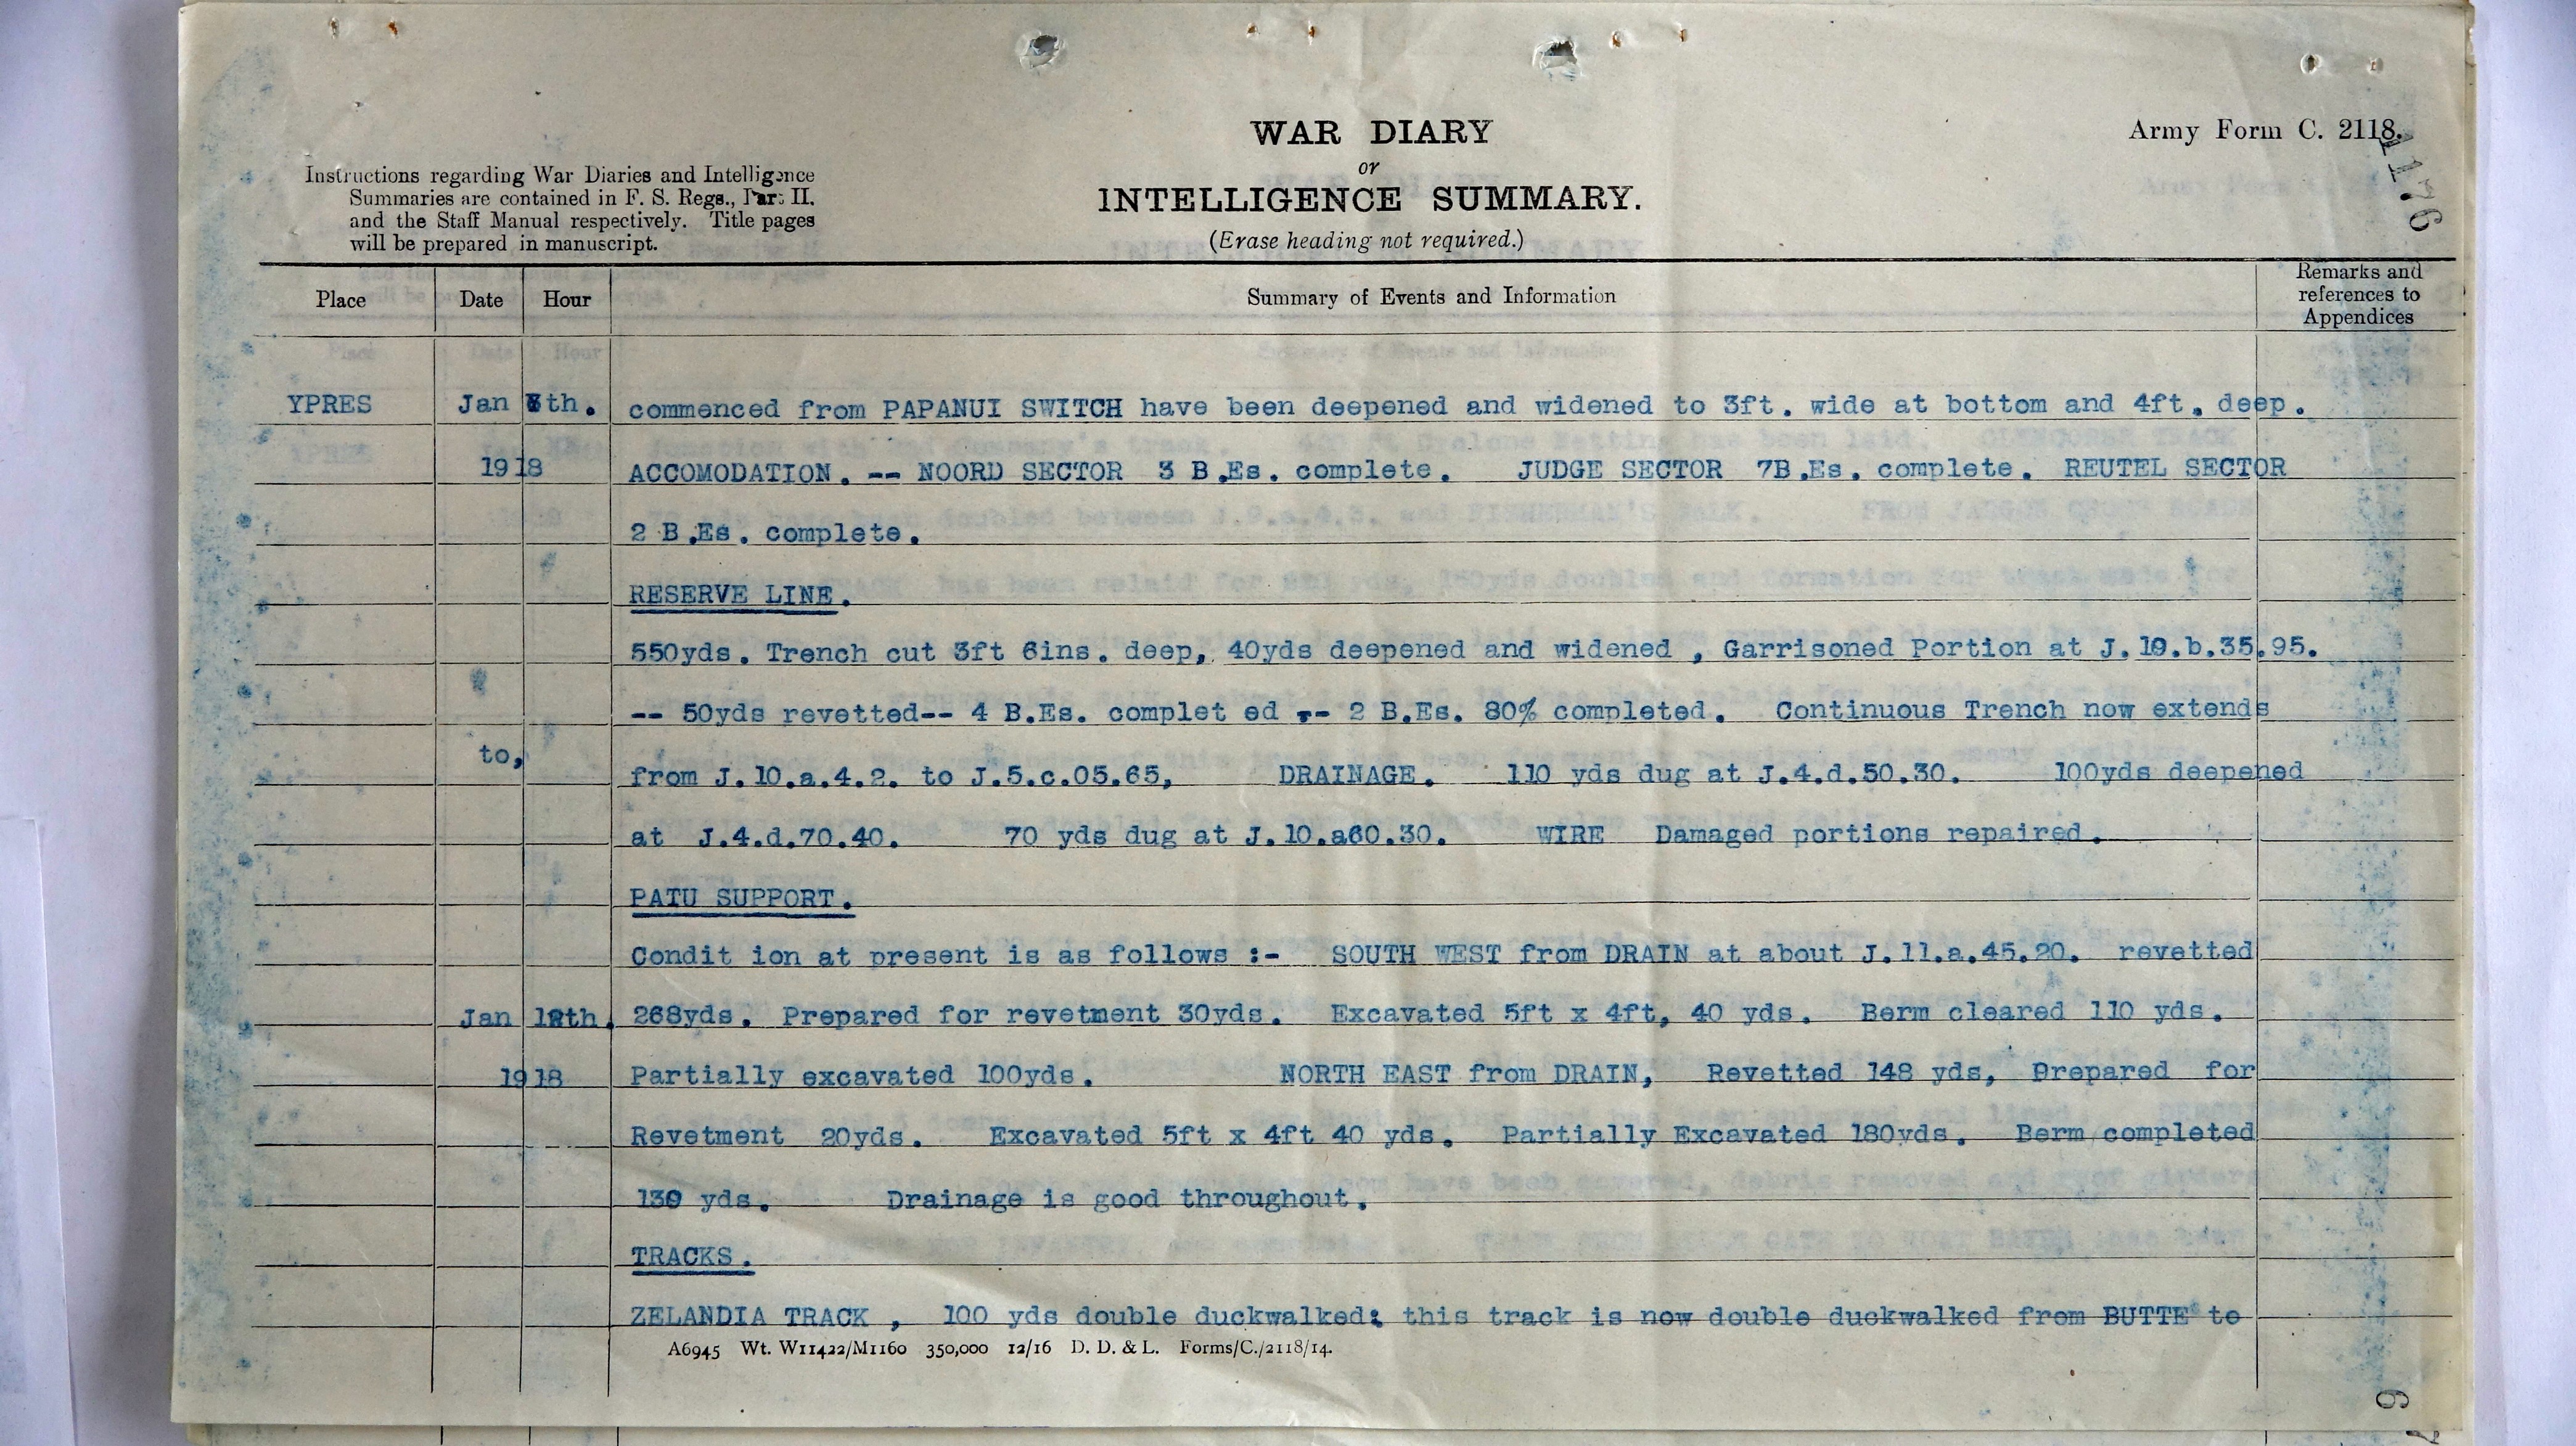 WAR DIARY
or
INTELLIGENCE SUMMARY.
(Erase heading not required.)
Army Form C. 2118.
1176
Instructions regarding War Diaries and Intelligence
Summaries are contained in F. S. Regs., Part II.
and the Staff Manual respectively. Title pages
will be prepared in manuscript.
Place Date Hour Summary of Events and Information Remarks and references to Appendices
YPRES Jan th. commenced from PAPANUI SWITCH have been deepened and widened to 3ft. wide at bottom and 4ft. deep.
1918 ACCOMODATION. -- NOORD SECTOR 3 B.Es. complete. JUDGE SECTOR 7B.Es. complete. REUTEL SECTOR
2 B.Es. complete.
RESERVE LINE.
550yds. Trench cut 3ft 6ins. deep, 40yds deepened and widened , Garrisoned Portion at J.10.b.35.95.
-- 50yds revetted-- 4 B.Es. complet ed -- 2 B.Es. 80% completed. Continuous Trench now extends
to, from J.10.a.4.2. to J.5.c.05.65, DRAINAGE. 110 yds dug at J.4.d.50.30. 100yds deepened
at J.4.d.70.40. 70 yds dug at J.10.a60.30. WIRE Damaged portions repaired.
PATU SUPPORT.
Condit ion at present is as follows :- SOUTH WEST from DRAIN at about J.11.a.45.20. revetted
Jan th. 268yds. Prepared for revetment 30yds. Excavated 5ft x 4ft, 40 yds. Berm cleared 110 yds.
1918 Partially excavated 100yds. NORTH EAST from DRAIN, Revetted 148 yds, Prepared for
Revetment 20yds. Excavated 5ft x 4ft 40 yds. Partially Excavated 180yds. Berm completed
130 yds. Drainage is good throughout.
TRACKS.
ZELANDIA TRACK , 100 yds double duckwalked; this track is now double duckwalked from BUTTE to
A6945 Wt. W11422/M1160 350,000 12/16 D. D. & L. Forms/C./2118/14.